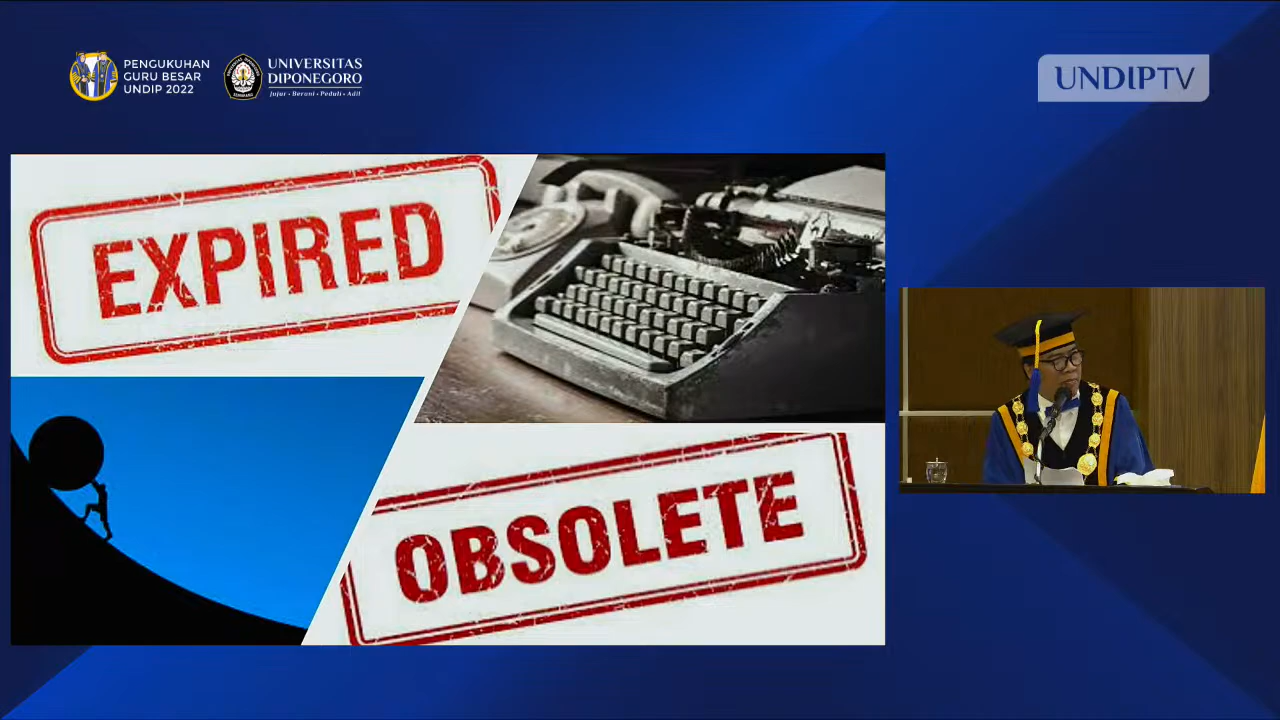 PENGUKUHAN
GURU BESAR
UNDIP 2022
UNIVERSITAS
DIPONEGORO
Jujur • Berani • Peduli • Adil
UNDIPTV
EXPIRED
OBSOLETE